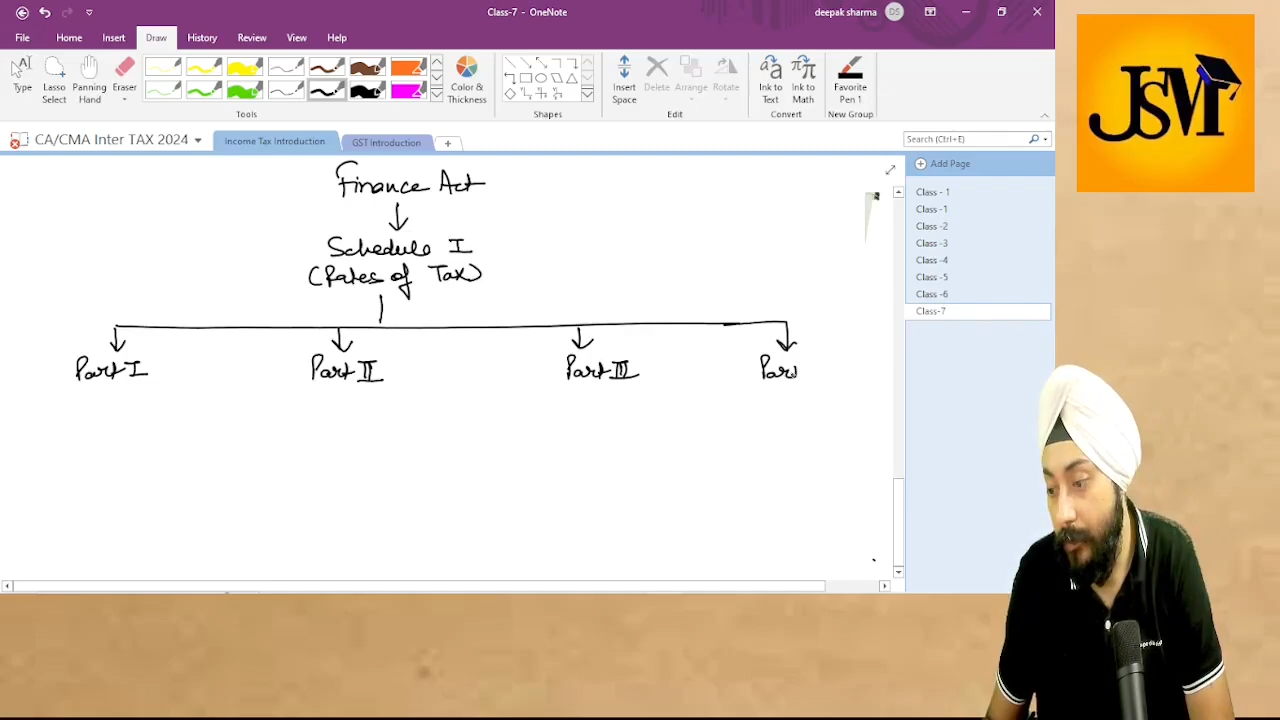 Class-7 - OneNote
deepak sharma DS
File Home Insert Draw History Review View Help
Type
Lasso Select
Panning Hand
Eraser
Color & Thickness
Insert Space
Delete
Arrange
Rotate
Ink to Text
Ink to Math
Favorite Pen 1
Tools
Shapes
Edit
Convert
New Group
CA/CMA Inter TAX 2024
Income Tax Introduction
GST Introduction
Search (Ctrl+E)
Add Page
Class - 1
Class -1
Class -2
Class -3
Class -4
Class -5
Class -6
Class-7
Finance Act
Schedule I
(Rates of Tax)
Part I
Part II
Part III
Par
JSM